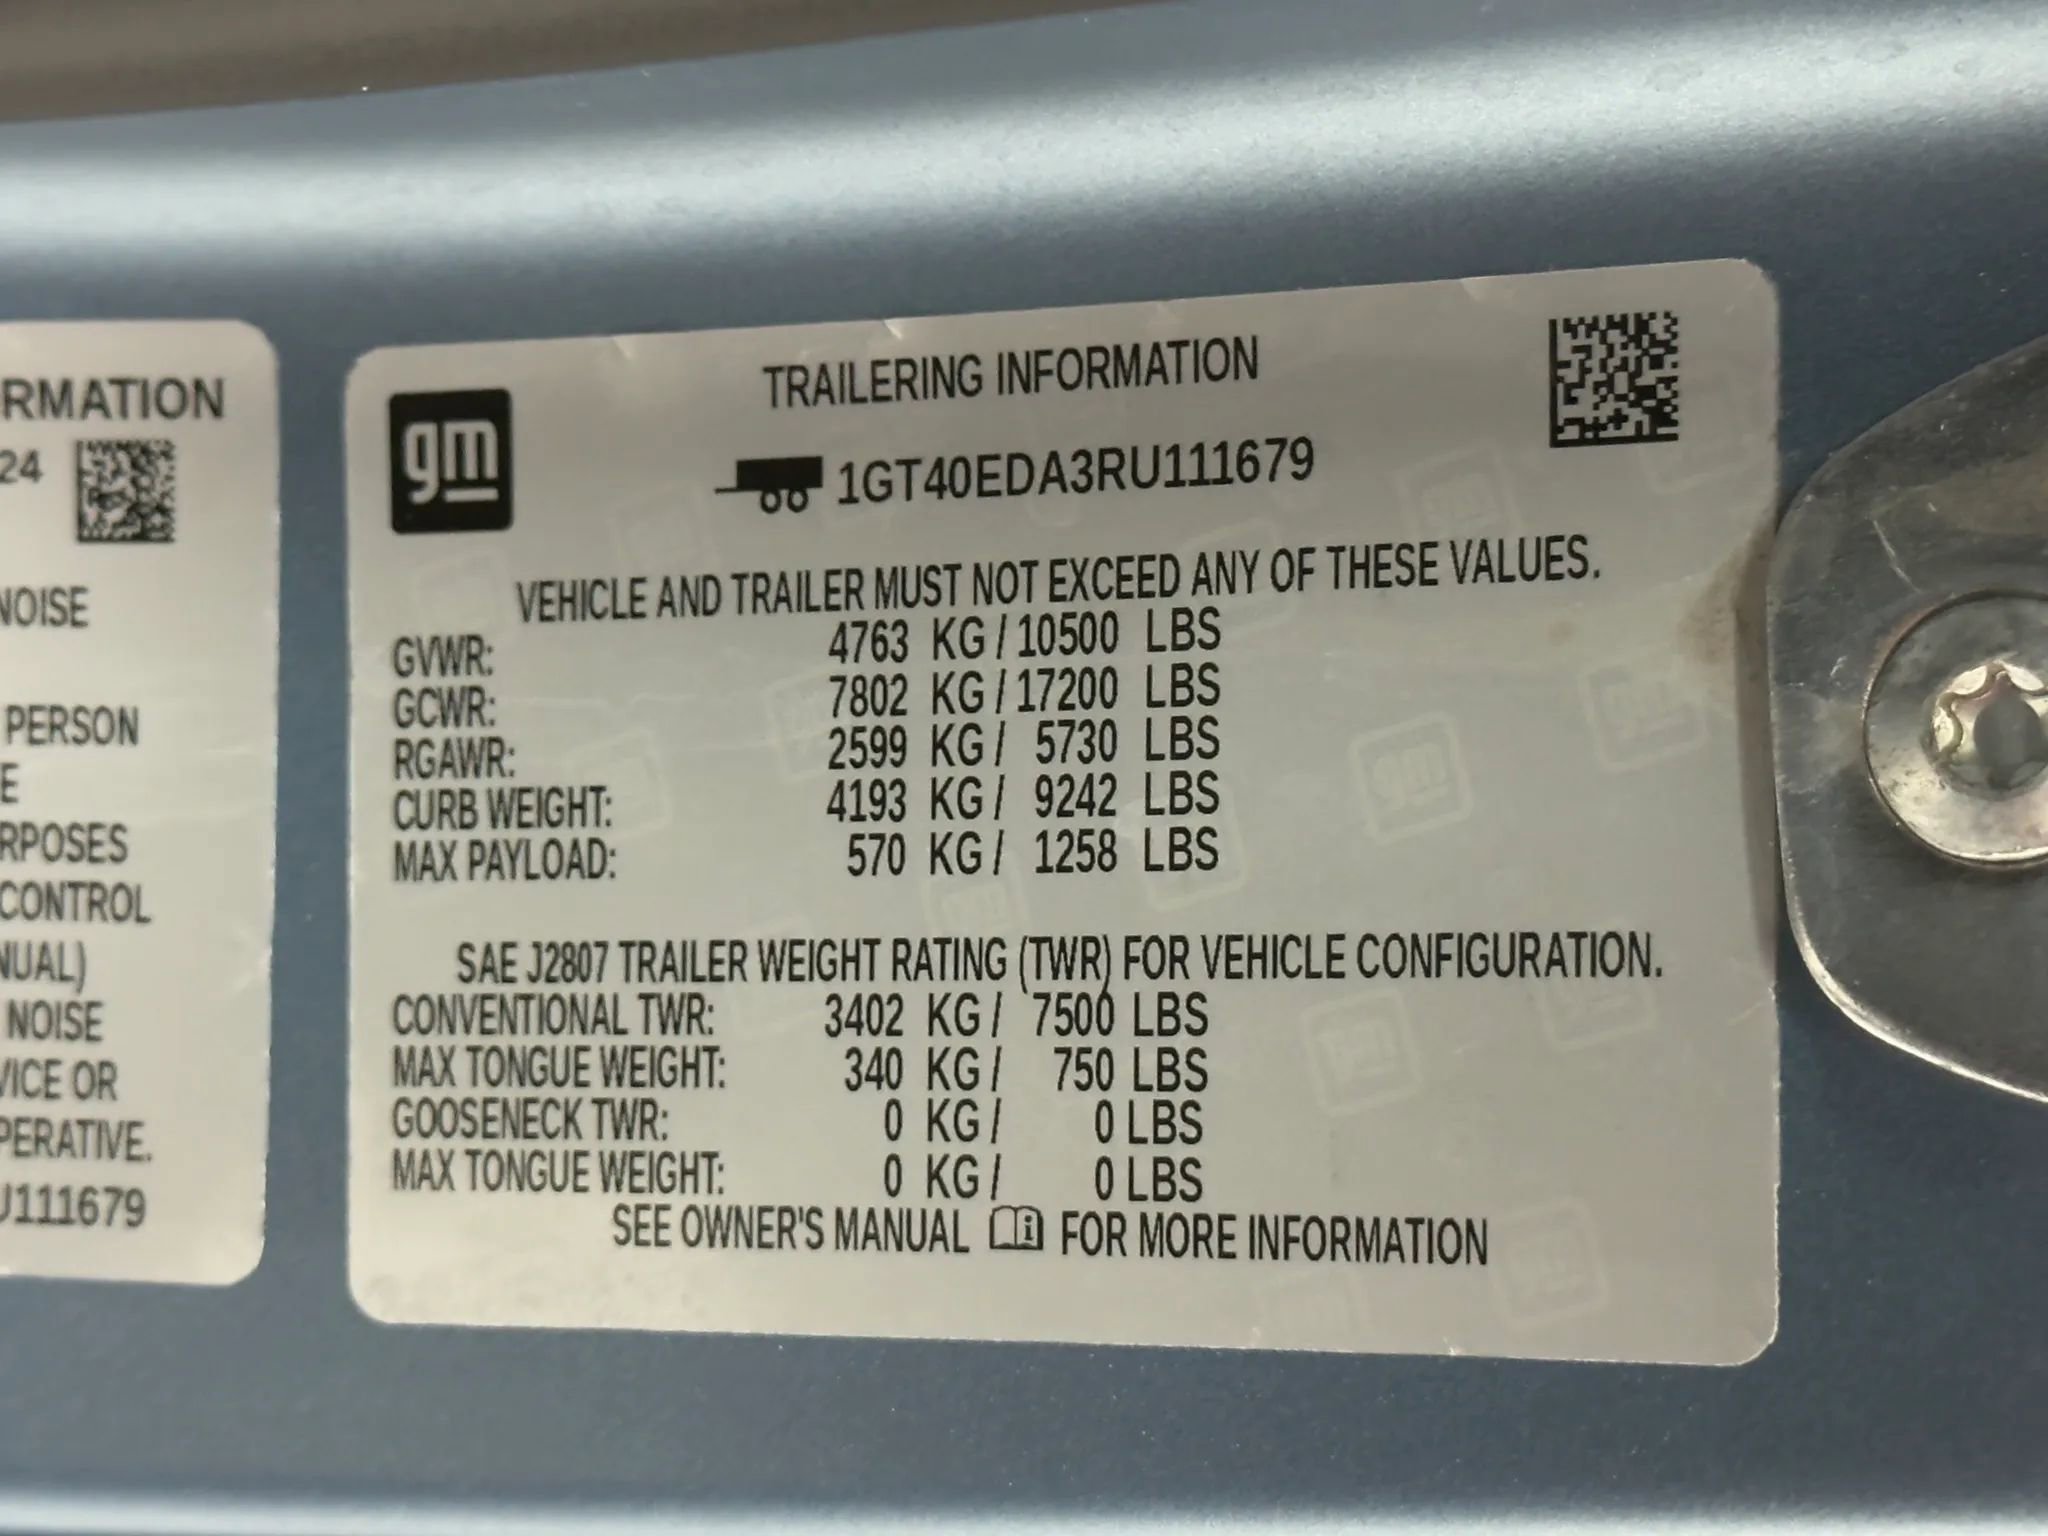 RMATION
24
NOISE
PERSON
E
RPOSES
CONTROL
NUAL)
NOISE
VICE OR
PERATIVE.
U111679
gm
TRAILERING INFORMATION
1GT40EDA3RU111679
VEHICLE AND TRAILER MUST NOT EXCEED ANY OF THESE VALUES.
GVWR: 4763 KG / 10500 LBS
GCWR: 7802 KG / 17200 LBS
RGAWR: 2599 KG / 5730 LBS
CURB WEIGHT: 4193 KG / 9242 LBS
MAX PAYLOAD: 570 KG / 1258 LBS
SAE J2807 TRAILER WEIGHT RATING (TWR) FOR VEHICLE CONFIGURATION.
CONVENTIONAL TWR: 3402 KG / 7500 LBS
MAX TONGUE WEIGHT: 340 KG / 750 LBS
GOOSENECK TWR: 0 KG / 0 LBS
MAX TONGUE WEIGHT: 0 KG / 0 LBS
SEE OWNER'S MANUAL i FOR MORE INFORMATION